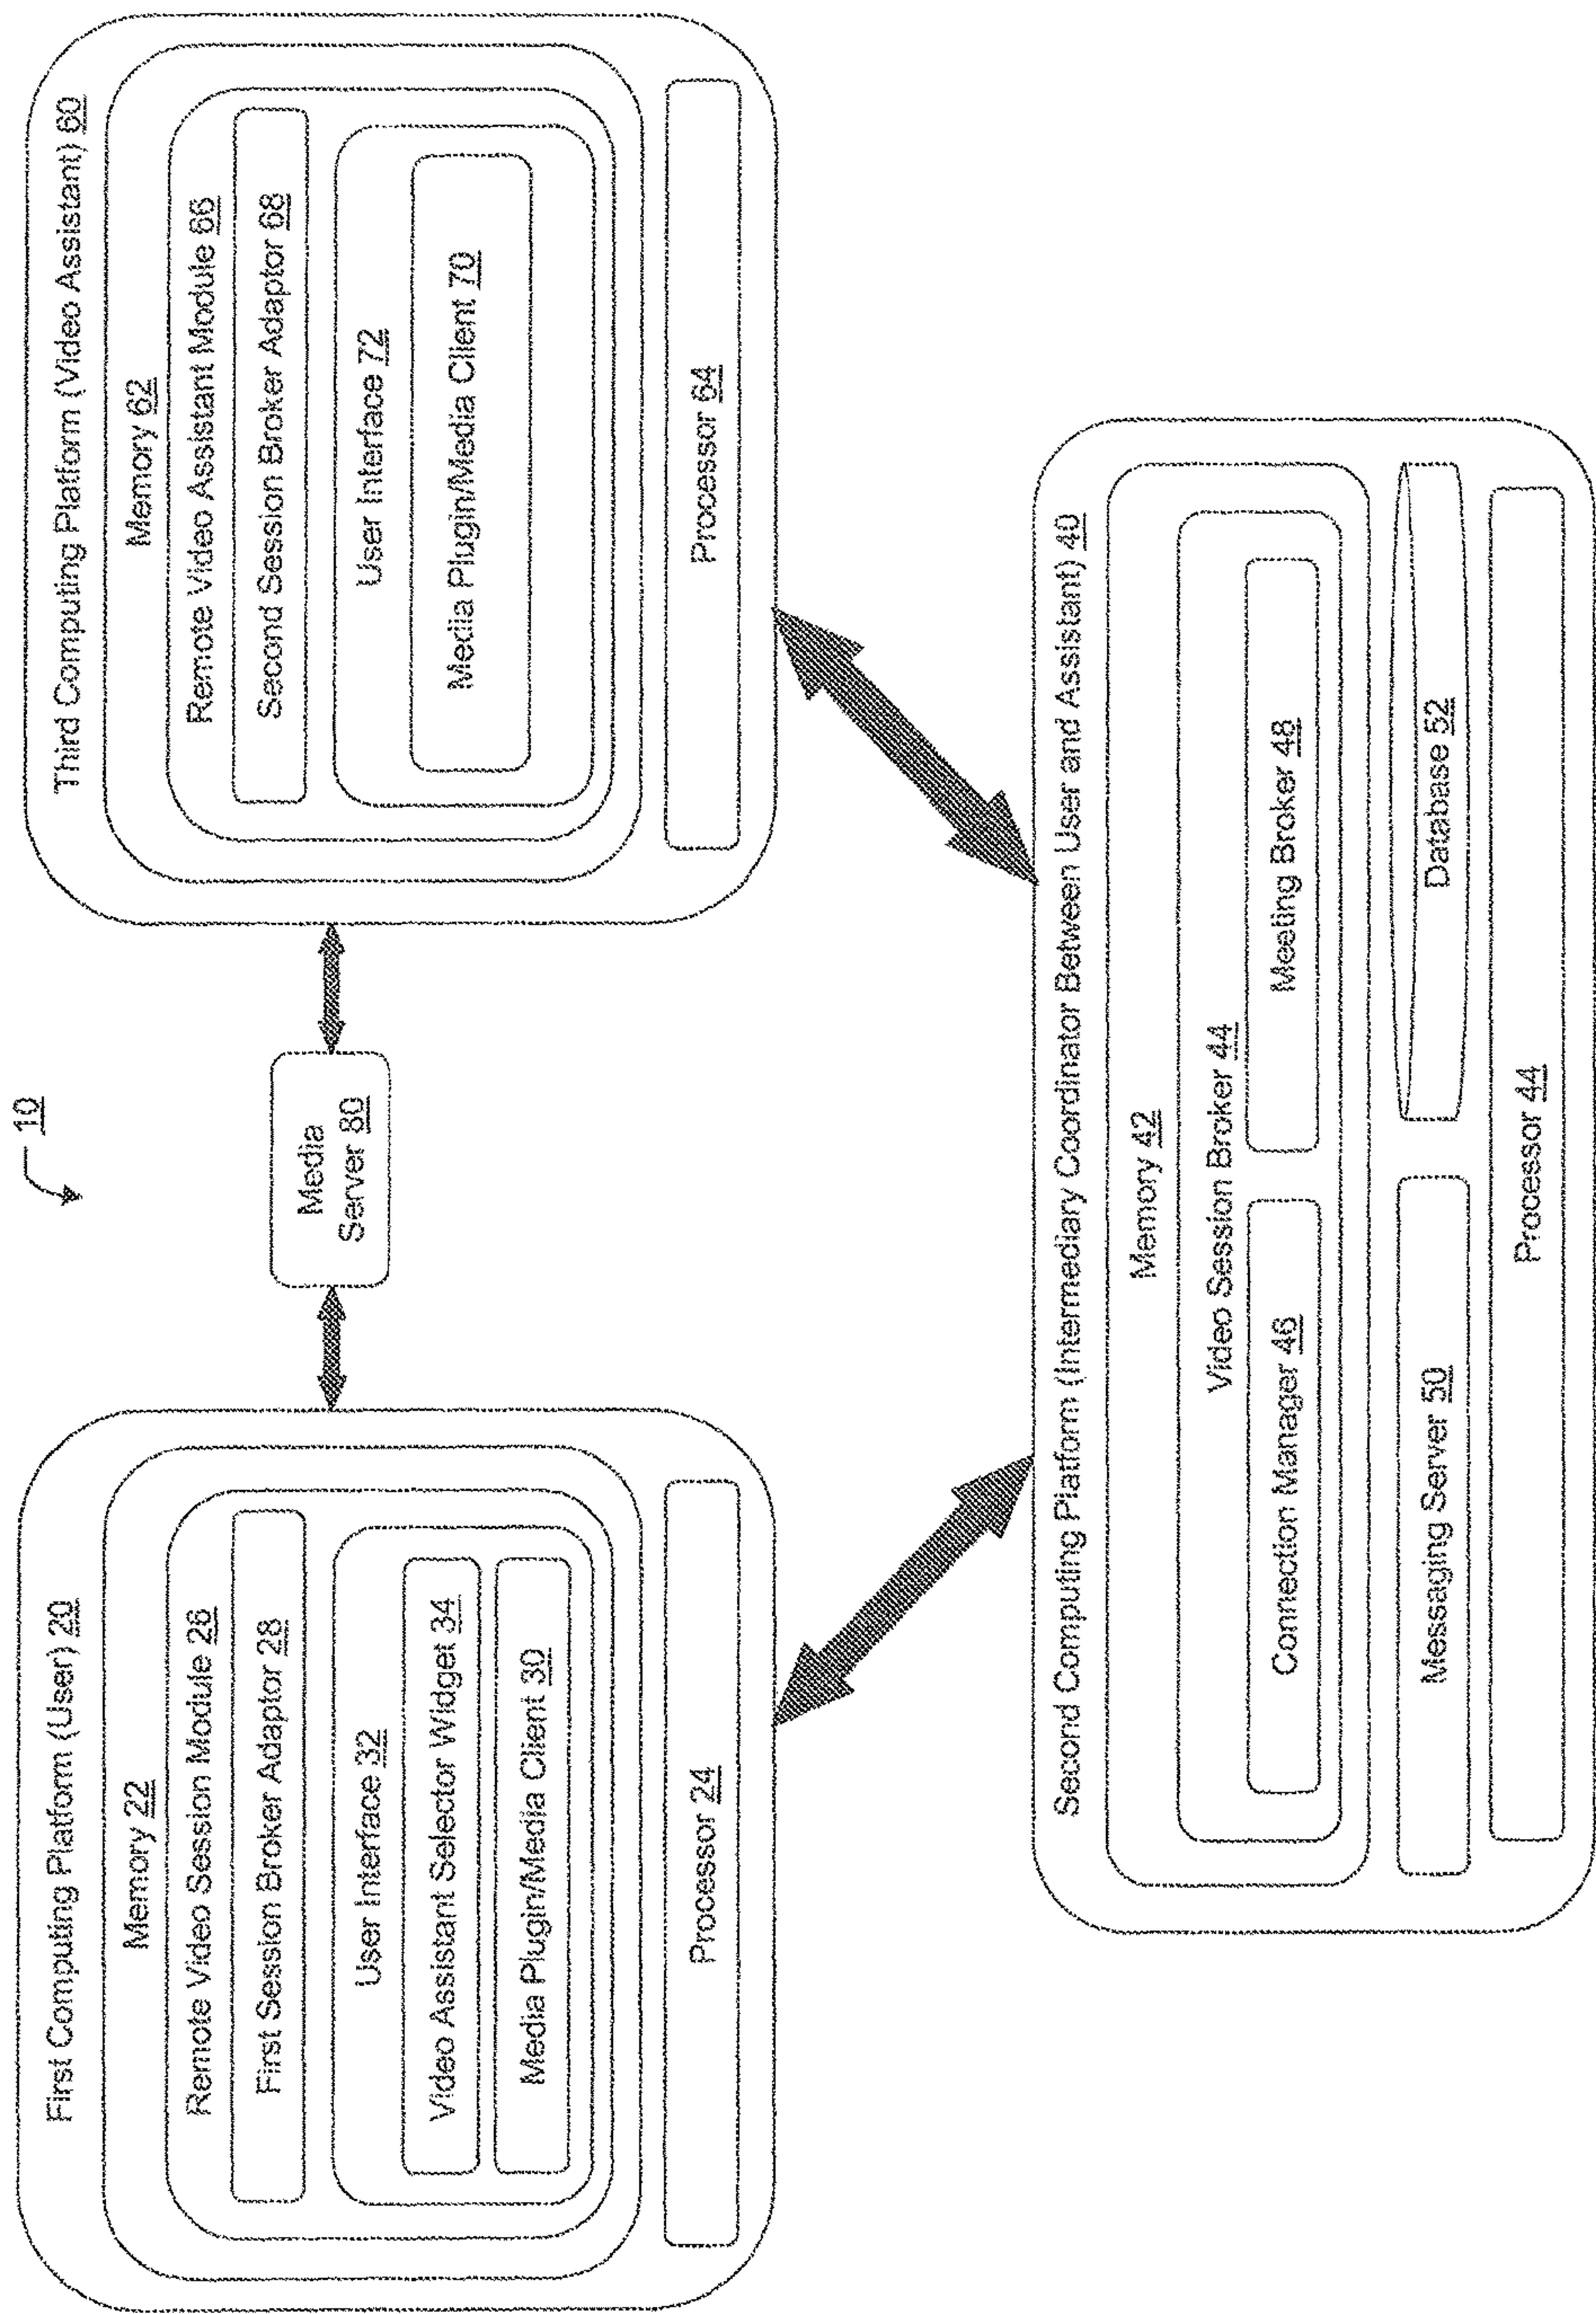 10
First Computing Platform (User) 20
Memory 22
Remote Video Session Module 26
First Session Broker Adaptor 28
User Interface 32
Video Assistant Selector Widget 34
Media Plugin/Media Client 30
Processor 24
Media
Server 80
Third Computing Platform (Video Assistant) 60
Memory 62
Remote Video Assistant Module 66
Second Session Broker Adaptor 68
User Interface 72
Media Plugin/Media Client 70
Processor 64
Second Computing Platform (Intermediary Coordinator Between User and Assistant) 40
Memory 42
Video Session Broker 44
Connection Manager 46
Meeting Broker 48
Messaging Server 50
Database 52
Processor 44